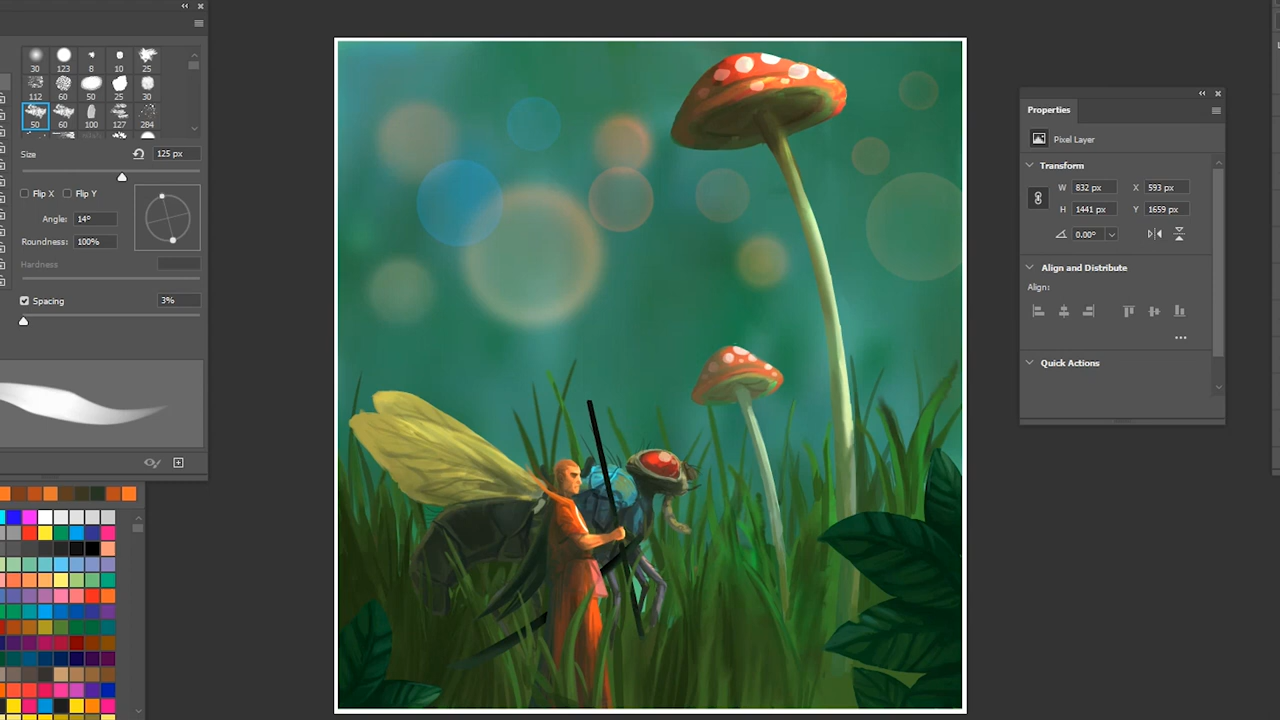 30 123 8 10 25
112 60 50 25 30
50 60 100 127 284
Size 125 px
Flip X Flip Y
Angle: 14°
Roundness: 100%
Hardness
Spacing 3%
Properties
Pixel Layer
Transform
W 832 px X 593 px
H 1441 px Y 1659 px
0.00°
Align and Distribute
Align:
Quick Actions